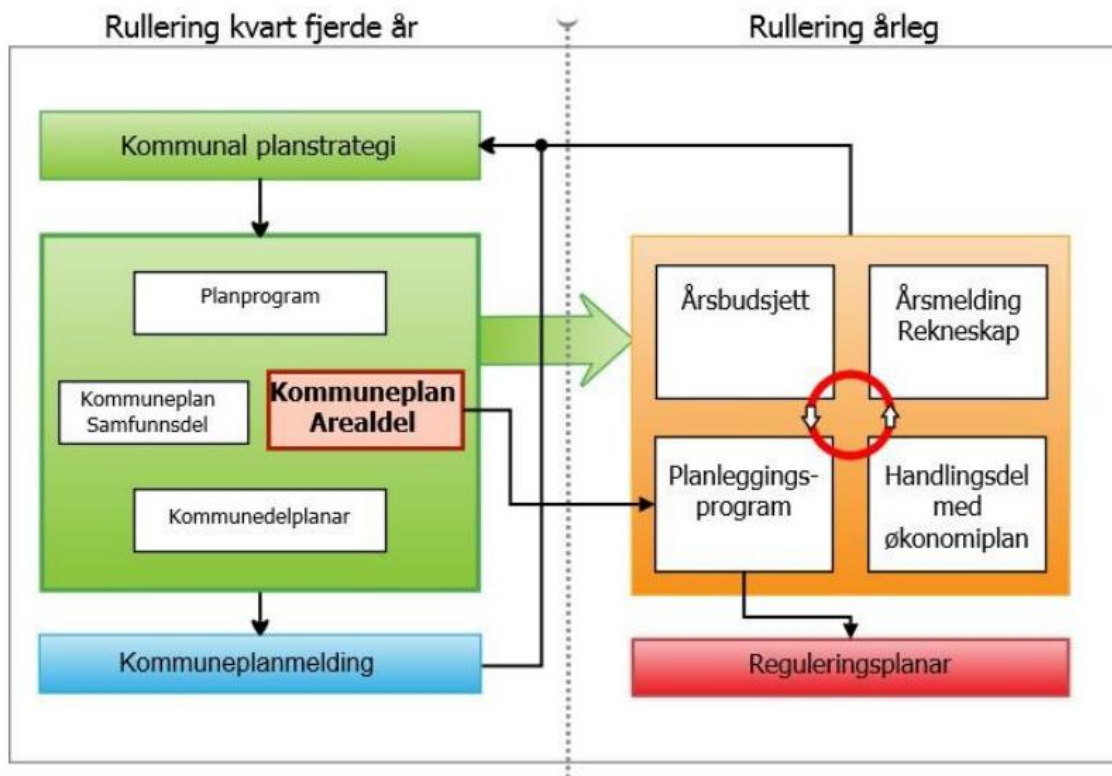 Rullering kvart fjerde år
Rullering årleg
Kommunal planstrategi
Planprogram
Kommuneplan
Samfunnsdel
Kommuneplan
Arealdel
Kommunedelplanar
Kommuneplanmelding
Årsbudsjett
Årsmelding
Rekneskap
Planleggings-
program
Handlingsdel
med
økonomiplan
Reguleringsplanar